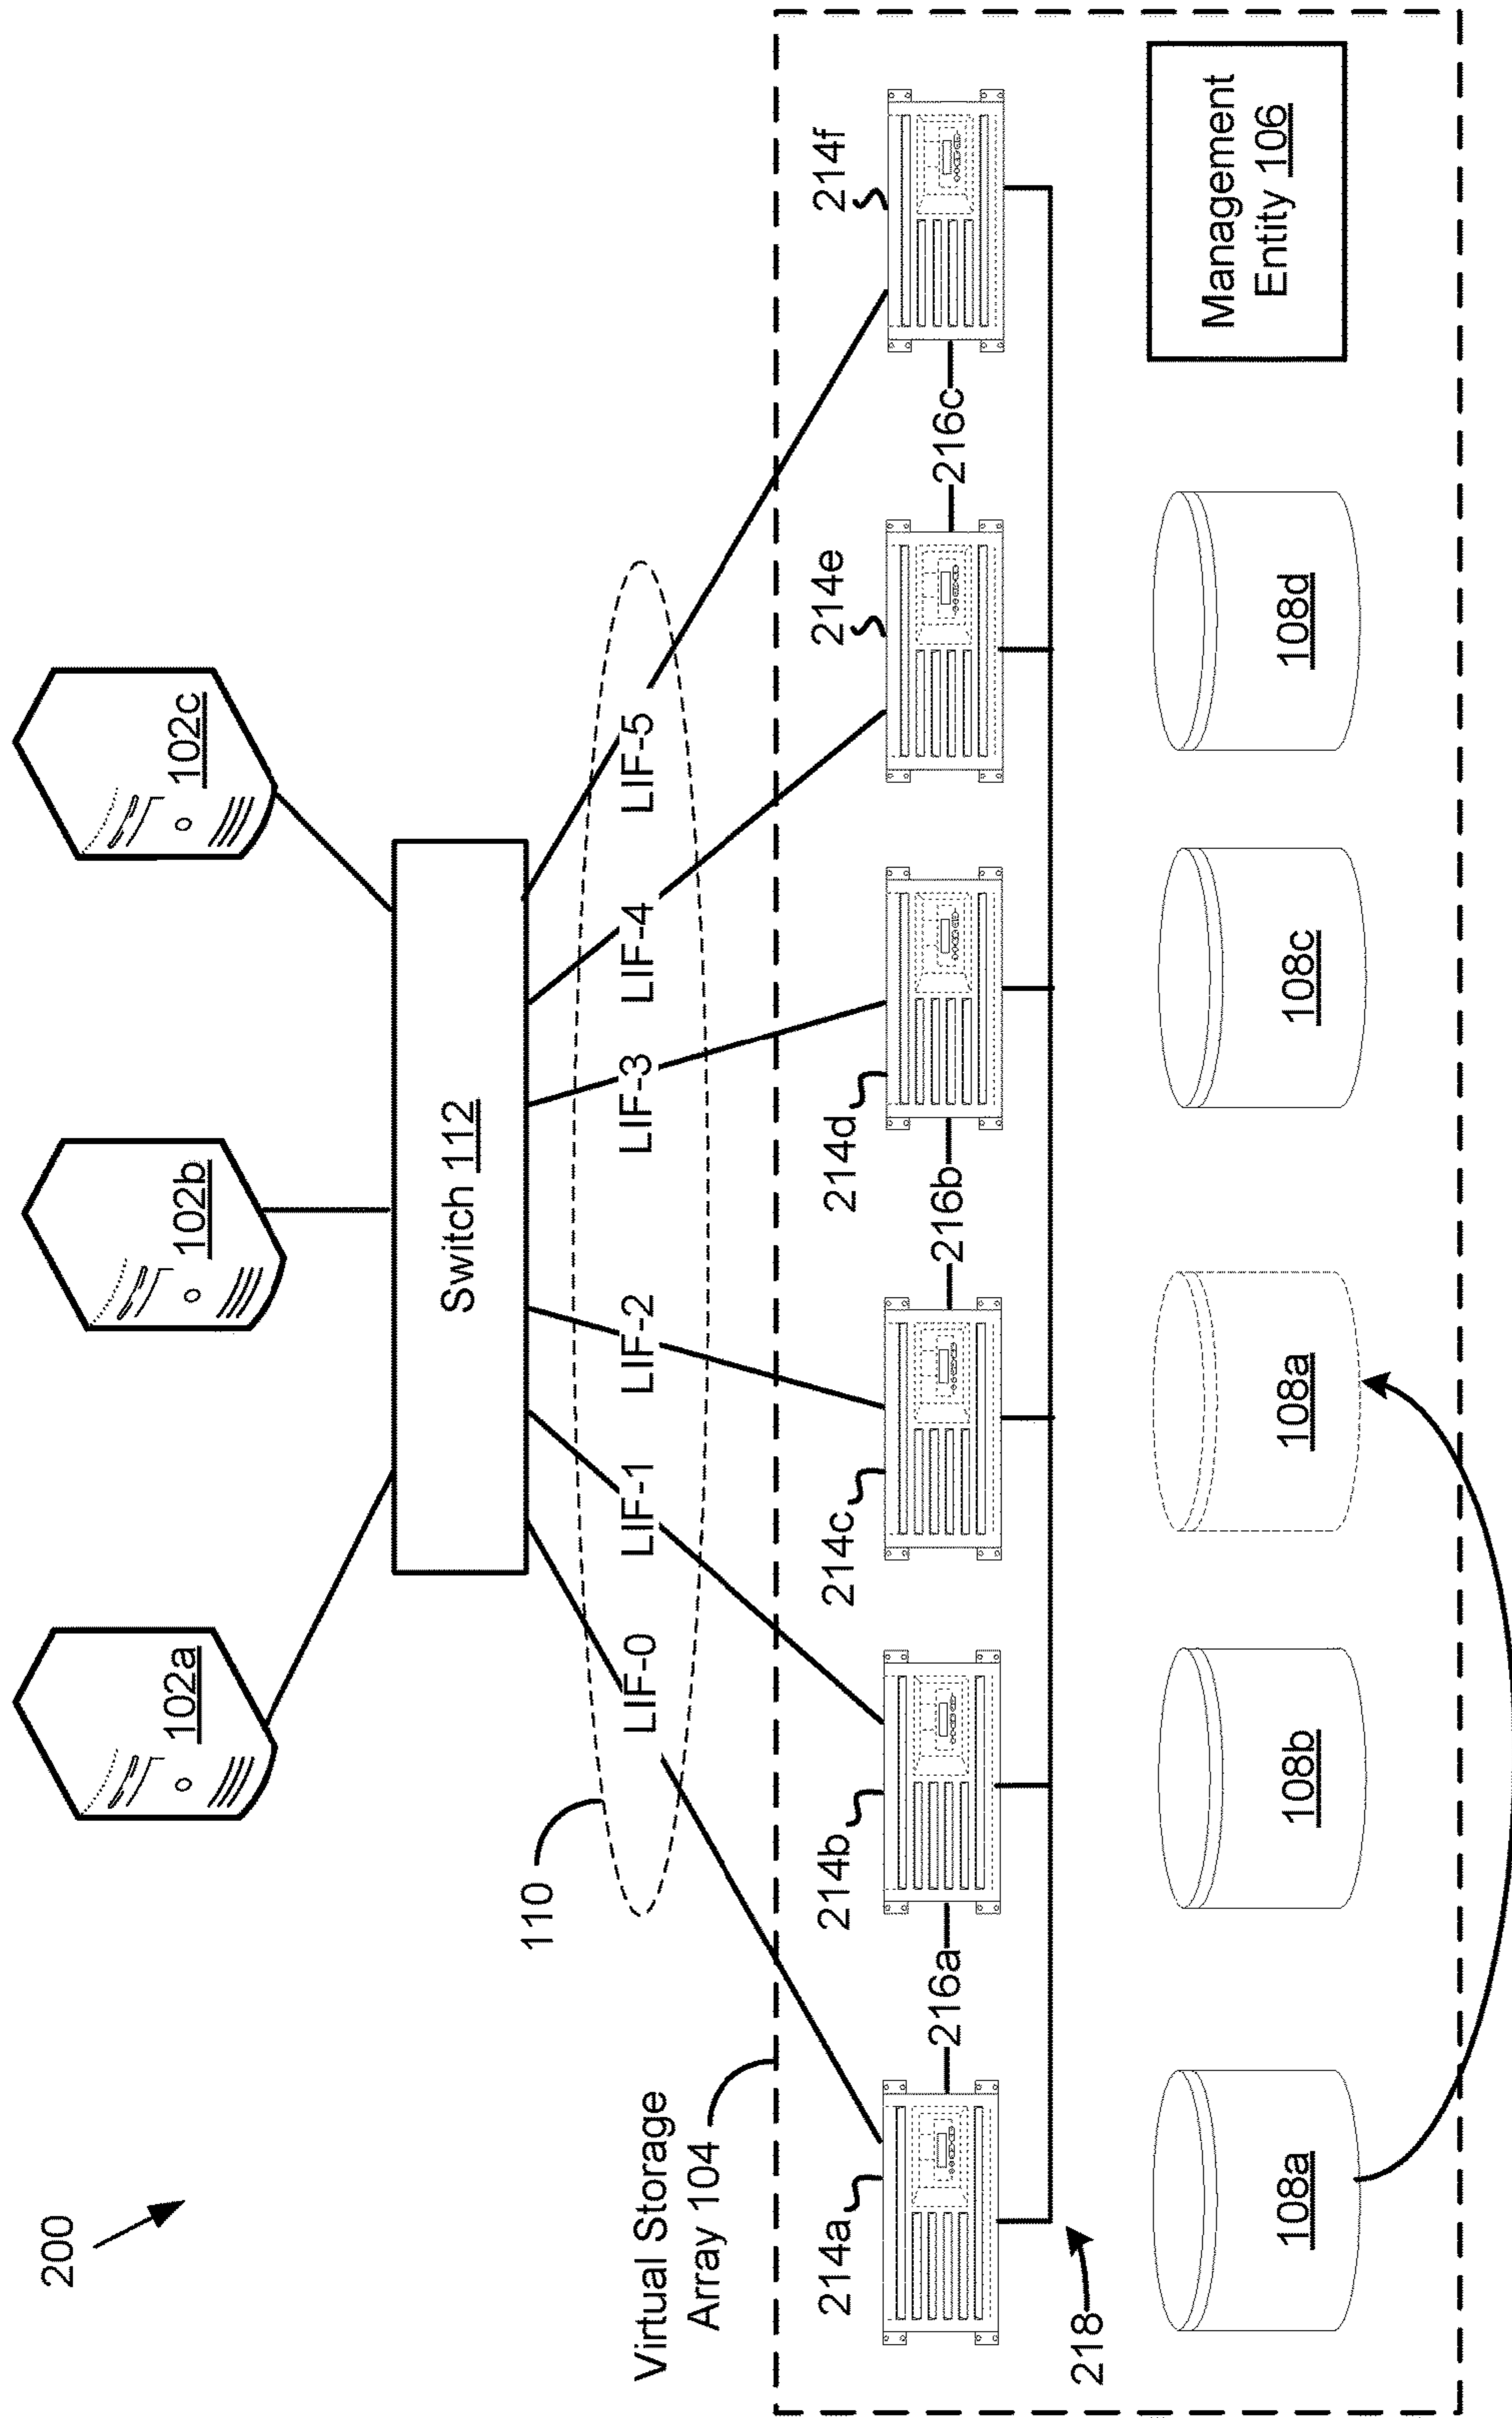 200
102a
102b
102c
Switch 112
110
LIF-0
LIF-1
LIF-2
LIF-3
LIF-4
LIF-5
Virtual Storage
Array 104
214a
214b
214c
214d
214e
214f
216a
216b
216c
218
108a
108b
108a
108c
108d
Management
Entity 106